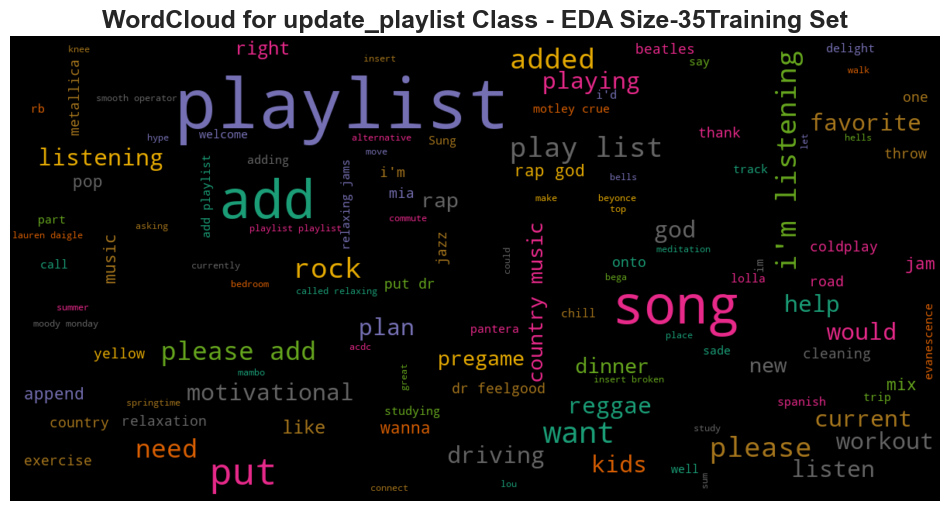 WordCloud for update_playlist Class - EDA Size-35Training Set
knee
right
insert
added
beatles
say
delight
walk
metallica
smooth operator
rb
playlist
playing
i'd
motley crue
i'm listening
one
favorite
hype
welcome
alternative
Sung
move
play list
thank
let
hells
throw
listening
adding
pop
add playlist
relaxing jams
i'm
rap god
bells
track
add
mia
rap
make
beyonce
top
part
commute
lauren daigle
asking
playlist playlist
god
music
jazz
country music
could
meditation
coldplay
call
currently
rock
onto
im
jam
bedroom
called relaxing
put dr
bega
lolla
road
summer
song
help
moody monday
plan
pantera
chill
place
would
yellow
please add
acdc
pregame
sade
cleaning
evanescence
mambo
great
dinner
new
append
motivational
dr feelgood
insert broken
mix
springtime
studying
reggae
spanish
trip
country
relaxation
like
wanna
want
study
current
need
driving
please
workout
exercise
put
kids
well
listen
connect
lou
sum